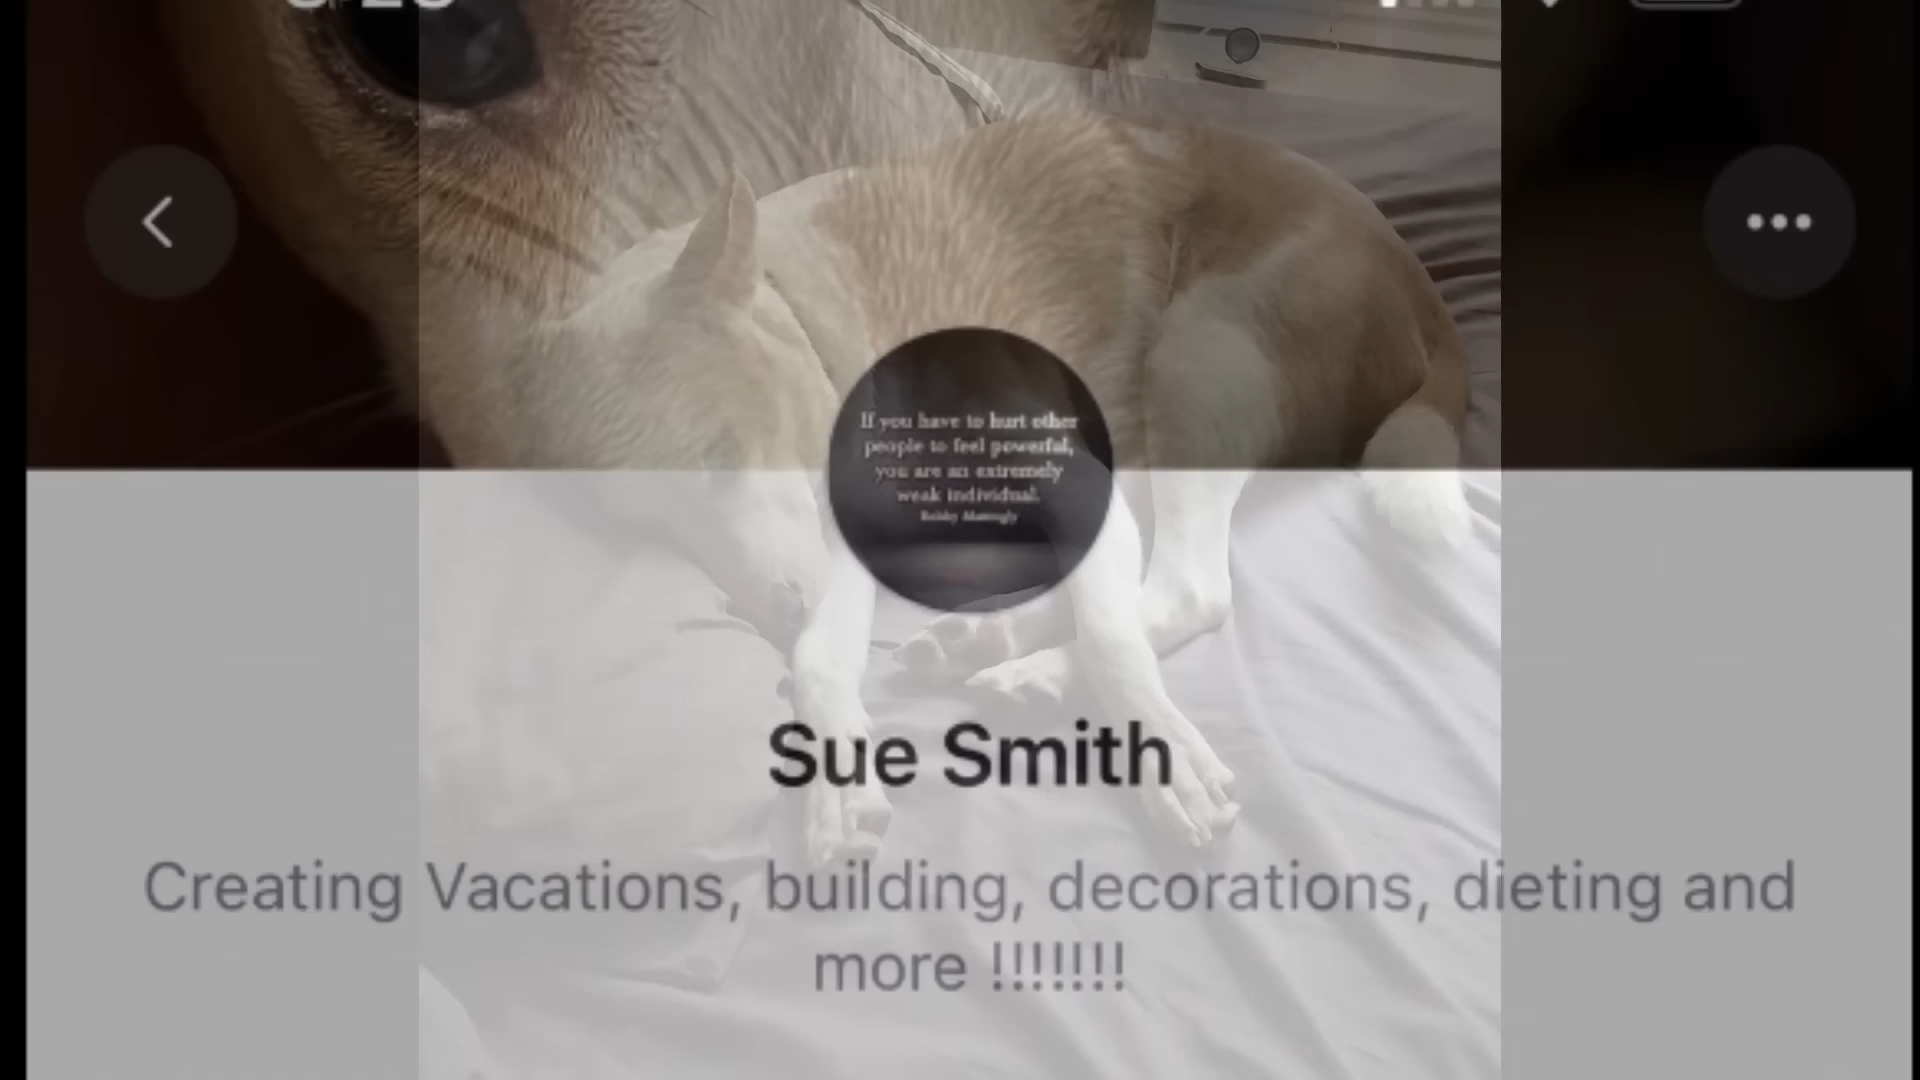 If you have to hurt other
people to feel powerful,
you are an extremely
weak individual.
Sue Smith
Creating Vacations, building, decorations, dieting and
more !!!!!!!